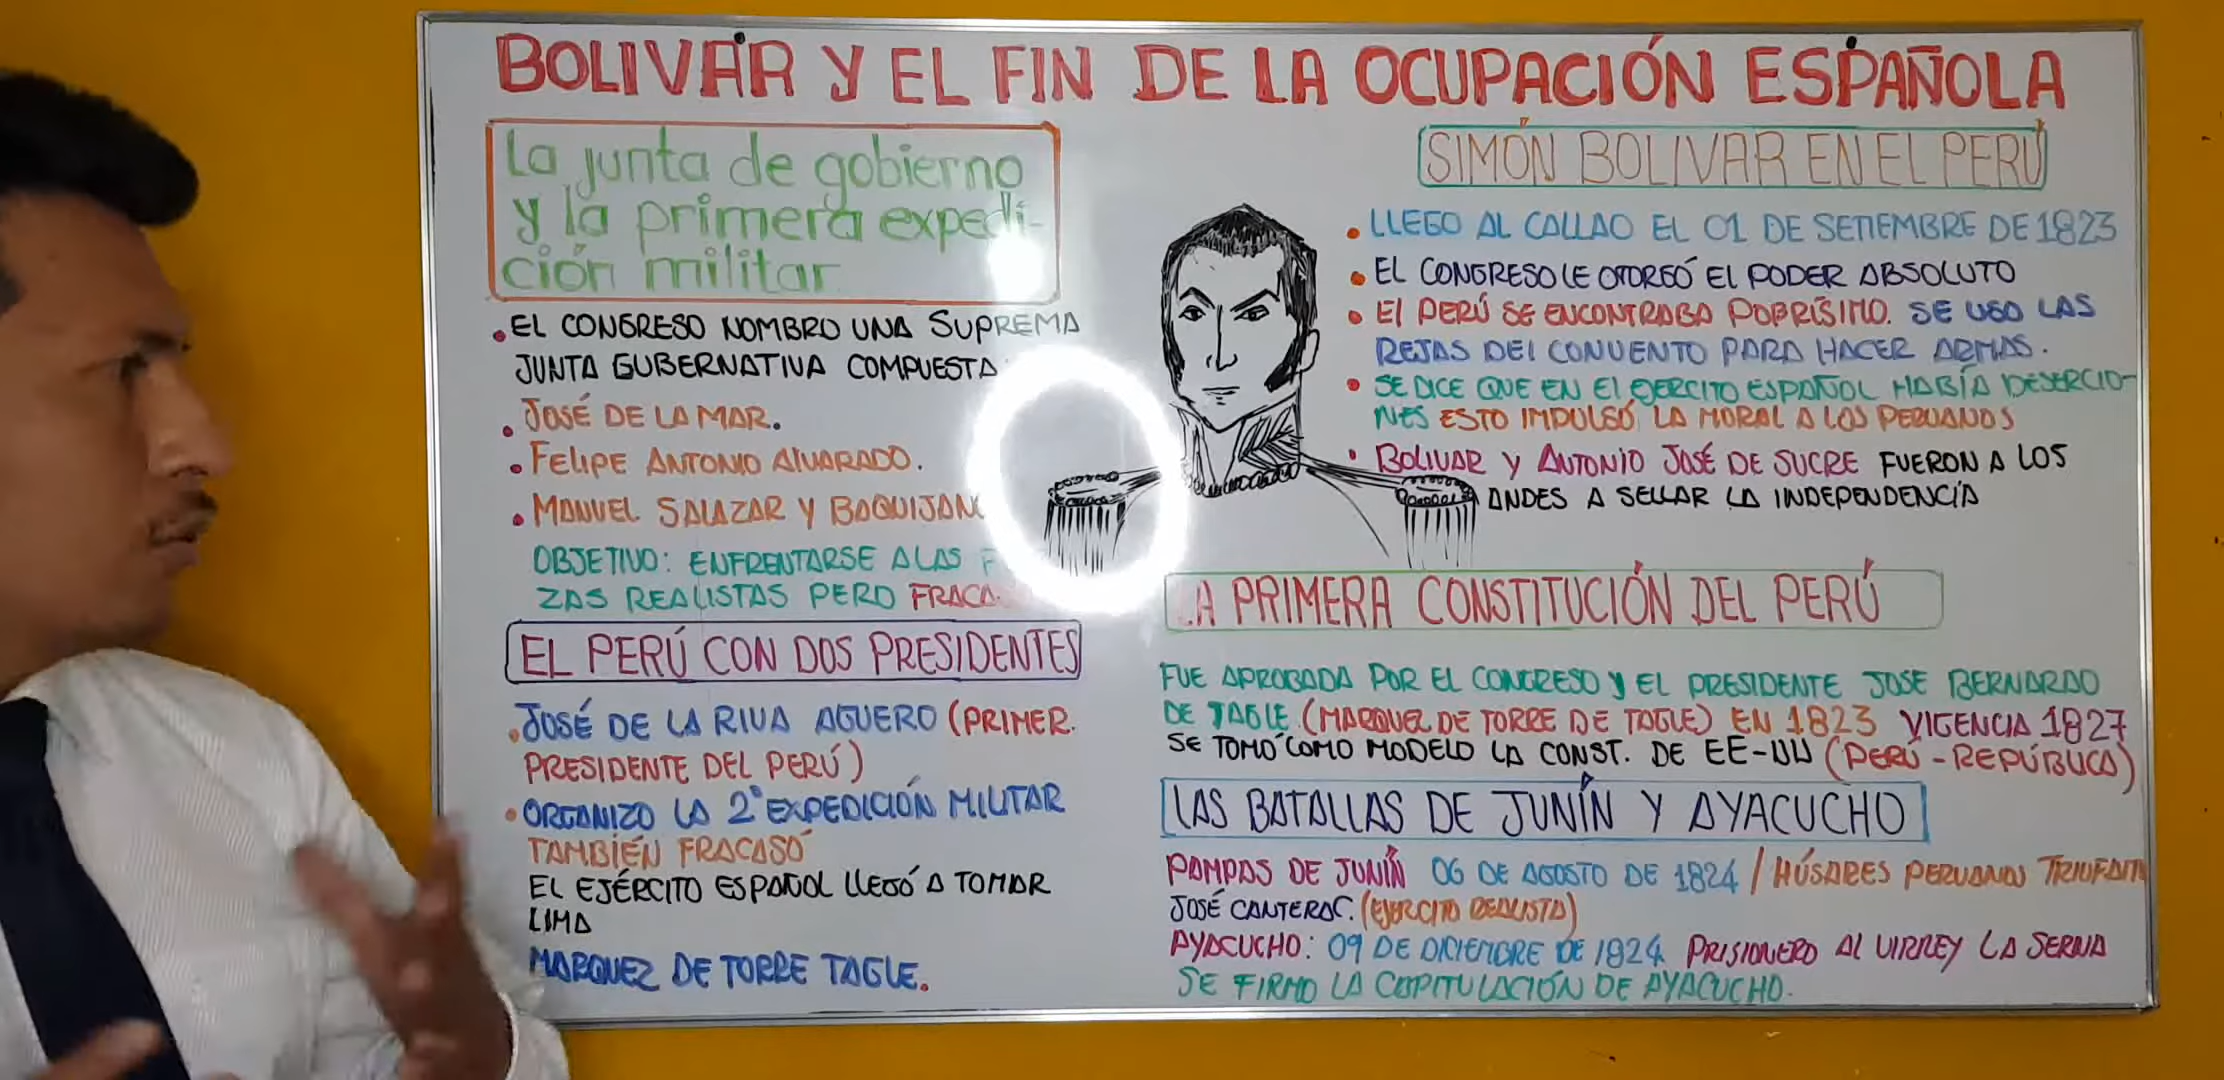 BOLIVAR Y EL FIN DE LA OCUPACIÓN ESPAÑOLA
La junta de gobierno
y la primera expedi-
ción militar
• EL CONGRESO NOMBRO UNA SUPREMA
JUNTA GUBERNATIVA COMPUESTA
• JOSÉ DE LA MAR.
• FELIPE ANTONIO ALVARADO.
• MANUEL SALAZAR Y BAQUIJANO
OBJETIVO: ENFRENTARSE A LAS F
ZAS REALISTAS PERO FRACA
EL PERÚ CON DOS PRESIDENTES
• JOSÉ DE LA RIVA AGUERO (PRIMER.
PRESIDENTE DEL PERÚ)
• ORGANIZO LA 2° EXPEDICIÓN MILITAR
TAMBIÉN FRACASÓ
EL EJÉRCITO ESPAÑOL LLEGÓ A TOMAR
LIMA
MARQUEZ DE TORRE TAGLE.
SIMÓN BOLIVAR EN EL PERÚ
• LLEGO AL CALLAO EL 01 DE SETIEMBRE DE 1823
• EL CONGRESO LE OTORGÓ EL PODER ABSOLUTO
• El PERÚ SE ENCONTRABA POBRÍSIMO. SE USO LAS
REJAS DEl CONVENTO PARA HACER ARMAS.
• SE DICE QUE EN El EJERCITO ESPAÑOL HABÍA DESERCIO-
NES ESTO IMPULSÓ LA MORAL A LOS PERUANOS
• BOLIVAR Y ANTONIO JOSÉ DE SUCRE FUERON A LOS
ANDES A SELLAR LA INDEPENDENCÍA
LA PRIMERA CONSTITUCIÓN DEL PERÚ
FUE APROBADA POR EL CONGRESO Y EL PRESIDENTE JOSE BERNARDO
DE TAGLE (MARQUEZ DE TORRE DE TAGLE) EN 1823 VIGENCIA 1827
SE TOMÓ COMO MODELO LA CONST. DE EE-UU (PERÚ - REPÚBLICA)
LAS BATALLAS DE JUNÍN Y AYACUCHO
PAMPAS DE JUNÍN 06 DE AGOSTO DE 1824 / HÚSARES PERUANOS TRIUFAN
JOSÉ CANTERAC. (EJERCITO REALISTA)
AYACUCHO: 09 DE DICIEMBRE DE 1824 PRISIONERO Al VIRREY LA SERNA
SE FIRMO LA CAPITULACIÓN DE AYACUCHO.